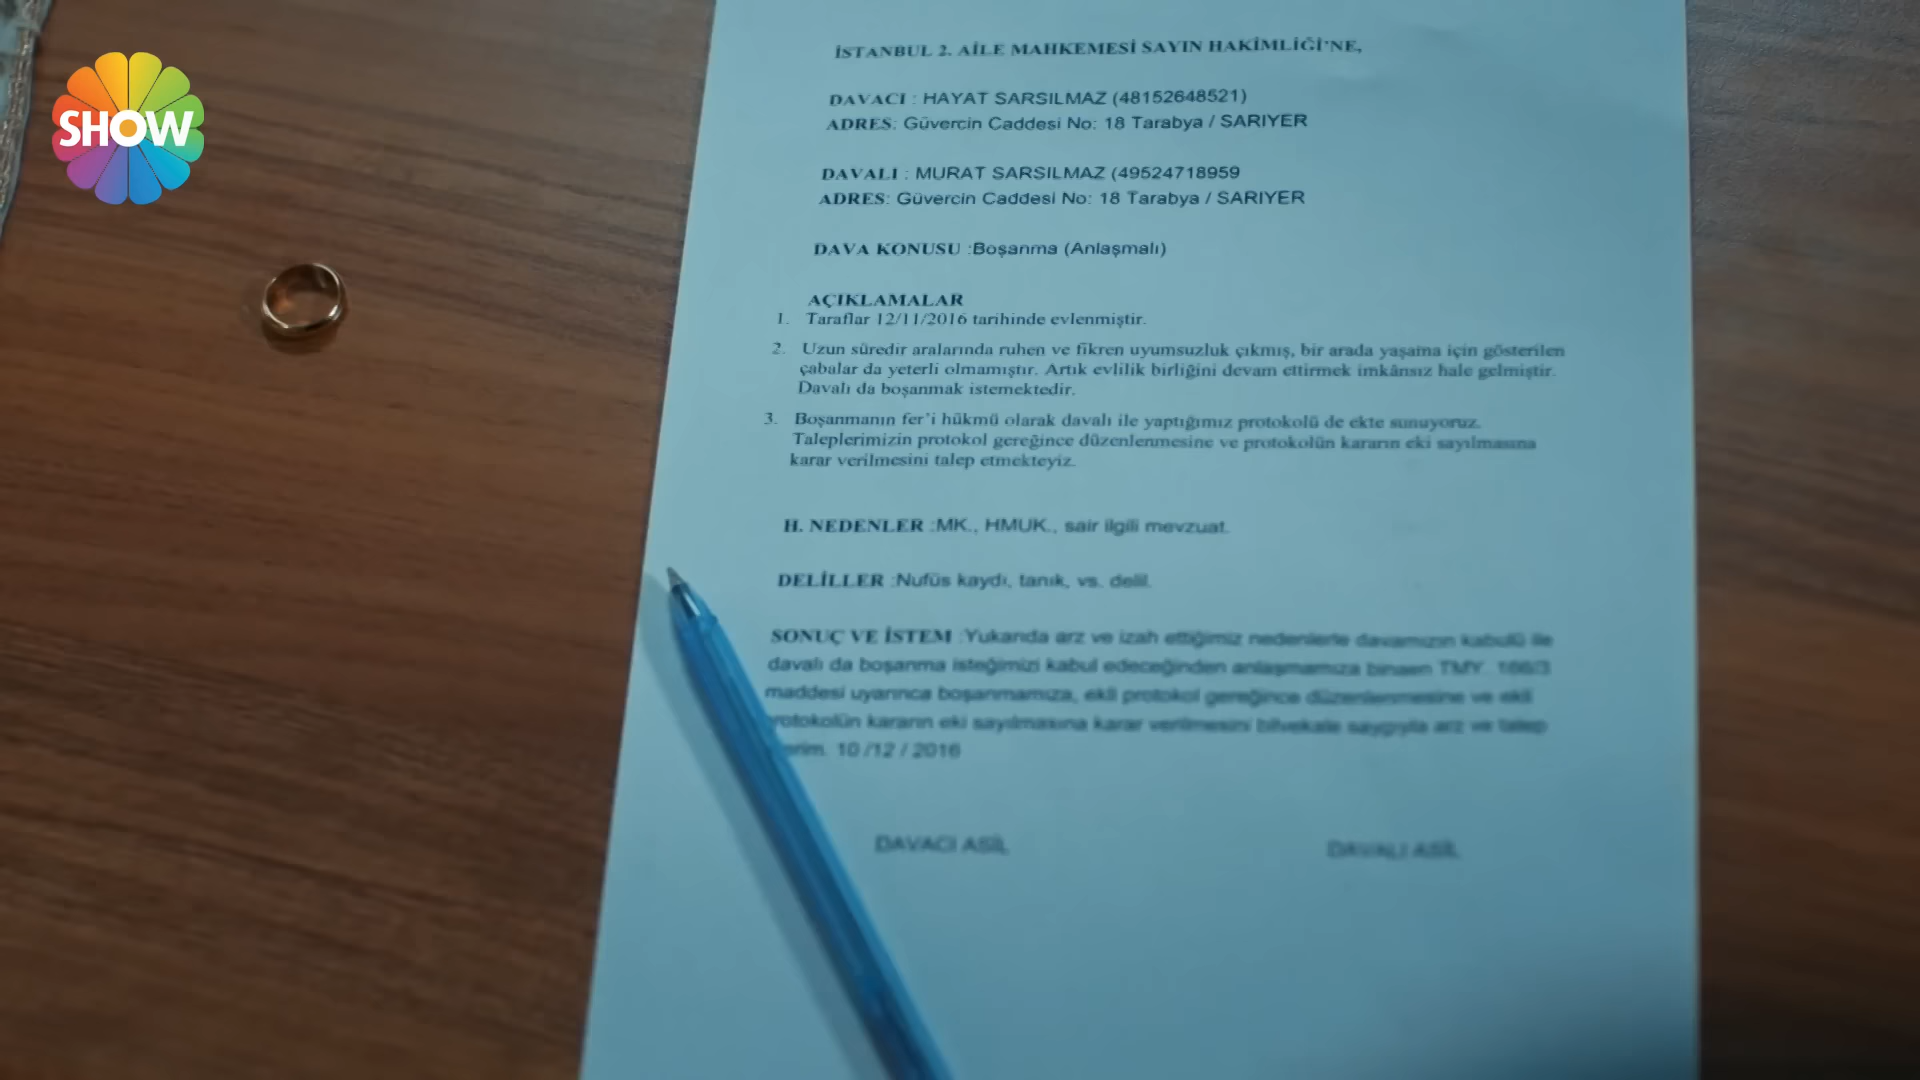 SHOW
İSTANBUL 2. AİLE MAHKEMESİ SAYIN HAKİMLİĞİ'NE,
DAVACI : HAYAT SARSILMAZ (48152648521)
ADRES: Güvercin Caddesi No: 18 Tarabya / SARIYER
DAVALI : MURAT SARSILMAZ (49524718959
ADRES: Güvercin Caddesi No: 18 Tarabya / SARIYER
DAVA KONUSU :Boşanma (Anlaşmalı)
AÇIKLAMALAR
1. Taraflar 12/11/2016 tarihinde evlenmiştir.
2. Uzun süredir aralarında ruhen ve fikren uyumsuzluk çıkmış, bir arada yaşama için gösterilen
çabalar da yeterli olmamıştır. Artık evlilik birliğini devam ettirmek imkânsız hale gelmiştir.
Davalı da boşanmak istemektedir.
3. Boşanmanın fer'i hükmü olarak davalı ile yaptığımız protokolü de ekte sunuyoruz.
Taleplerimizin protokol gereğince düzenlenmesine ve protokolün kararın eki sayılmasına
karar verilmesini talep etmekteyiz.
H. NEDENLER :MK., HMUK., sair ilgili mevzuat.
DELİLLER :Nufüs kaydı, tanık, vs. delil.
SONUÇ VE İSTEM :Yukarıda arz ve izah ettiğimiz nedenlerle davamızın kabulü ile
davalı da boşanma isteğimizi kabul edeceğinden anlaşmamıza binaen TMY. 166/3
maddesi uyarınca boşanmamıza, ekli protokol gereğince düzenlenmesine ve ekli
rotokolün kararın eki sayılmasına karar verilmesini bilvekale saygıyla arz ve talep
erim. 10 /12 / 2016
DAVACI ASİL
DAVALI ASİL